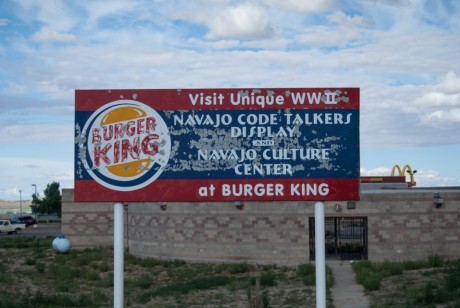 Visit Unique WWII
NAVAJO CODE TALKERS
DISPLAY
AND
NAVAJO CULTURE
CENTER
at BURGER KING
BURGER
KING